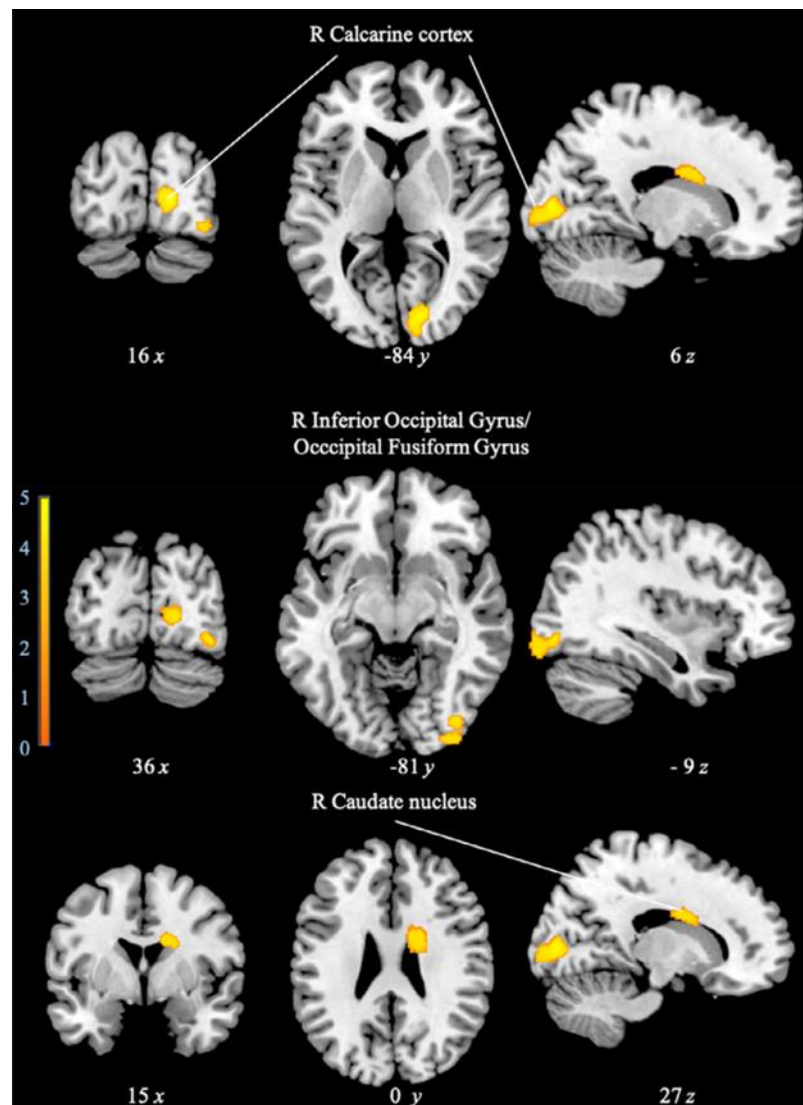 R Calcarine cortex
16 x
-84 y
6 z
R Inferior Occipital Gyrus/
Occcipital Fusiform Gyrus
5
4
3
2
1
0
36 x
-81 y
- 9 z
R Caudate nucleus
15 x
0 y
27 z